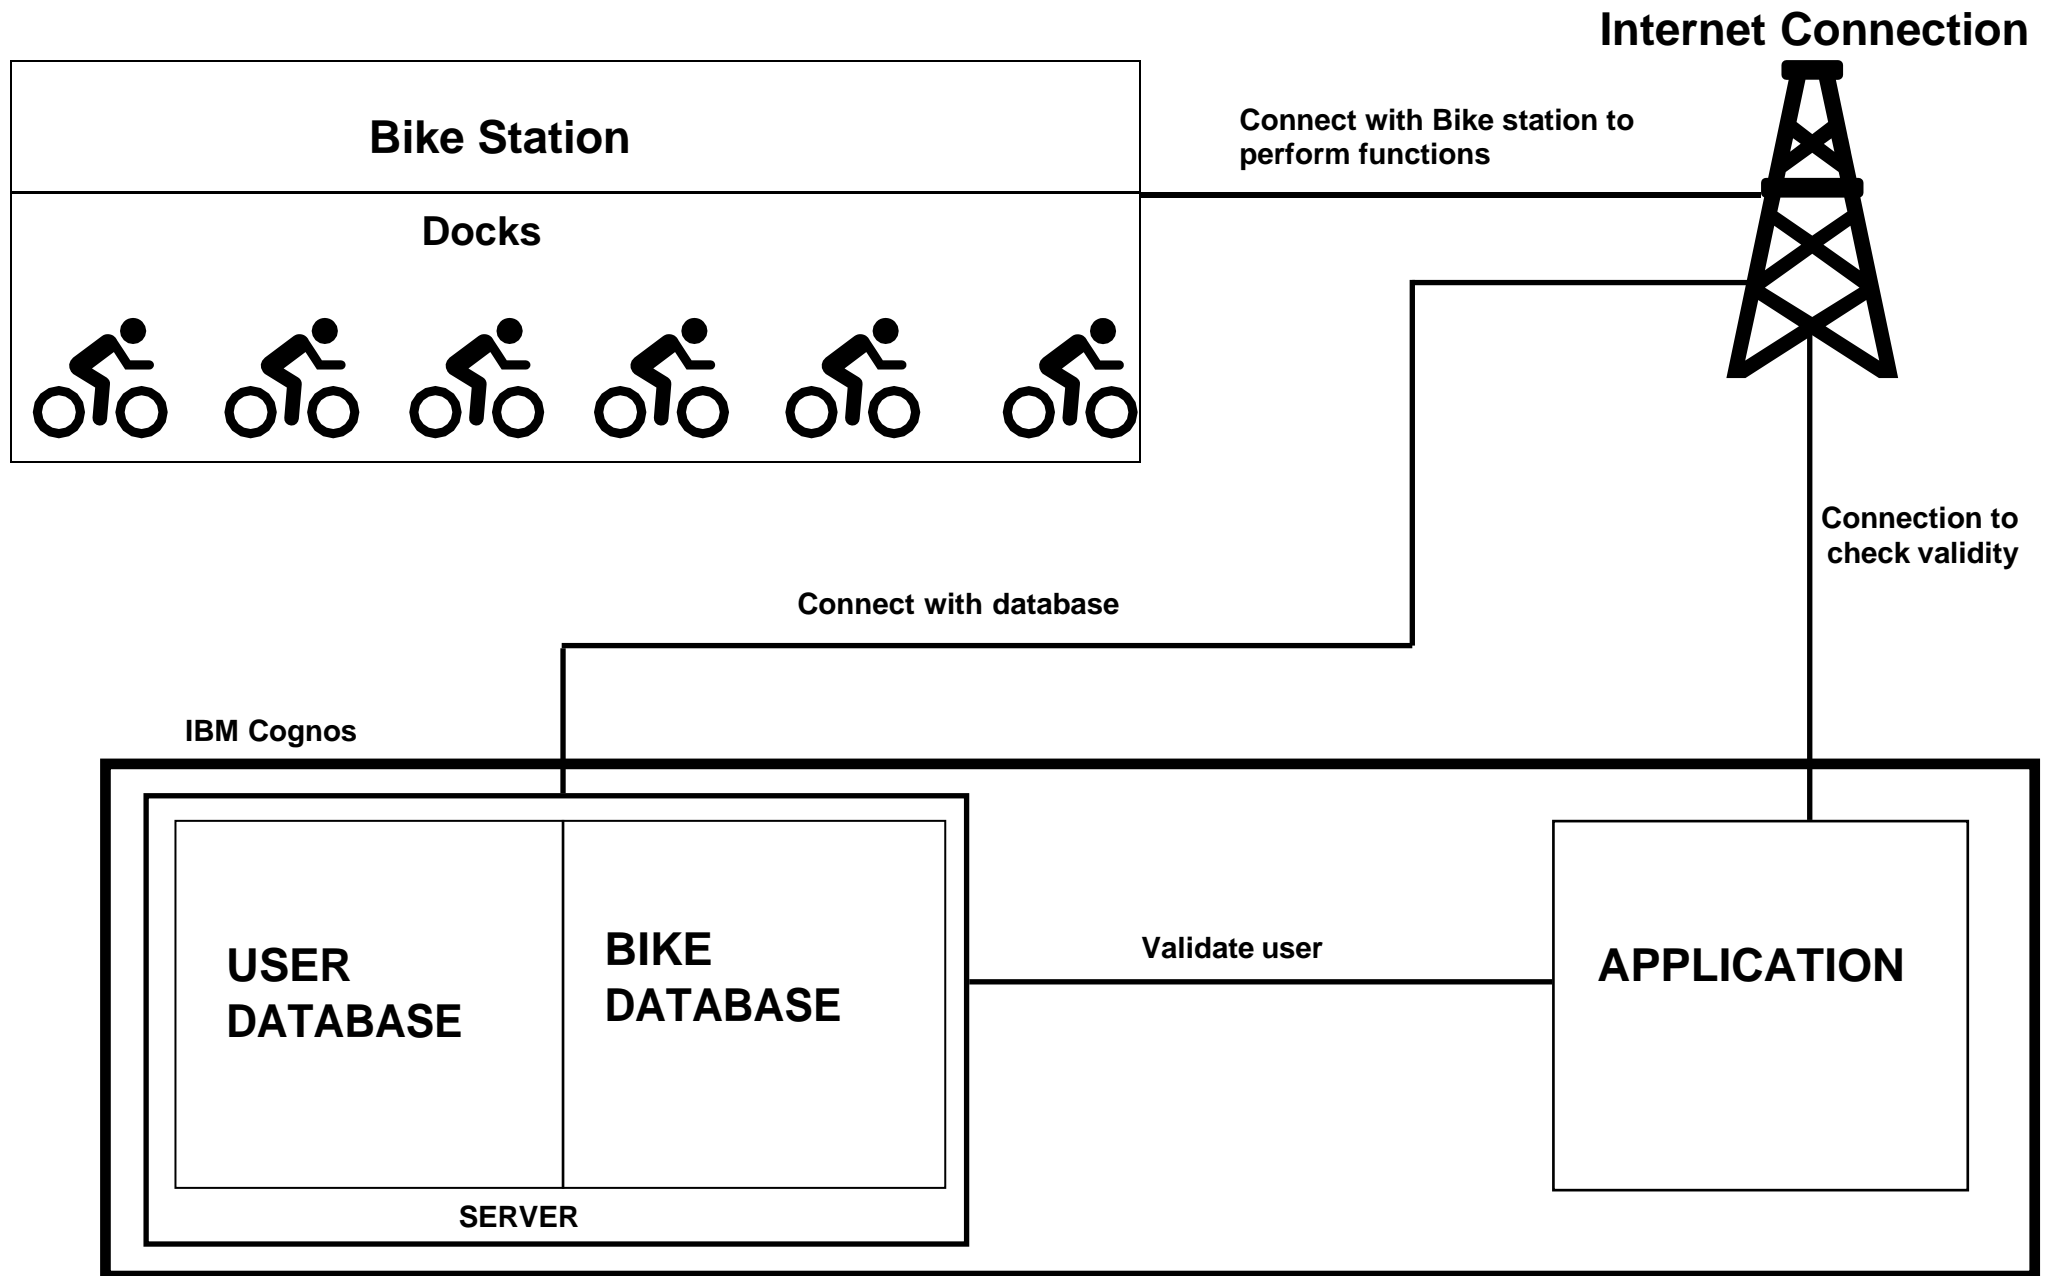 Internet Connection
Bike Station
Connect with Bike station to
perform functions
Docks
Connection to
check validity
Connect with database
IBM Cognos
USER
DATABASE
BIKE
DATABASE
Validate user
APPLICATION
SERVER